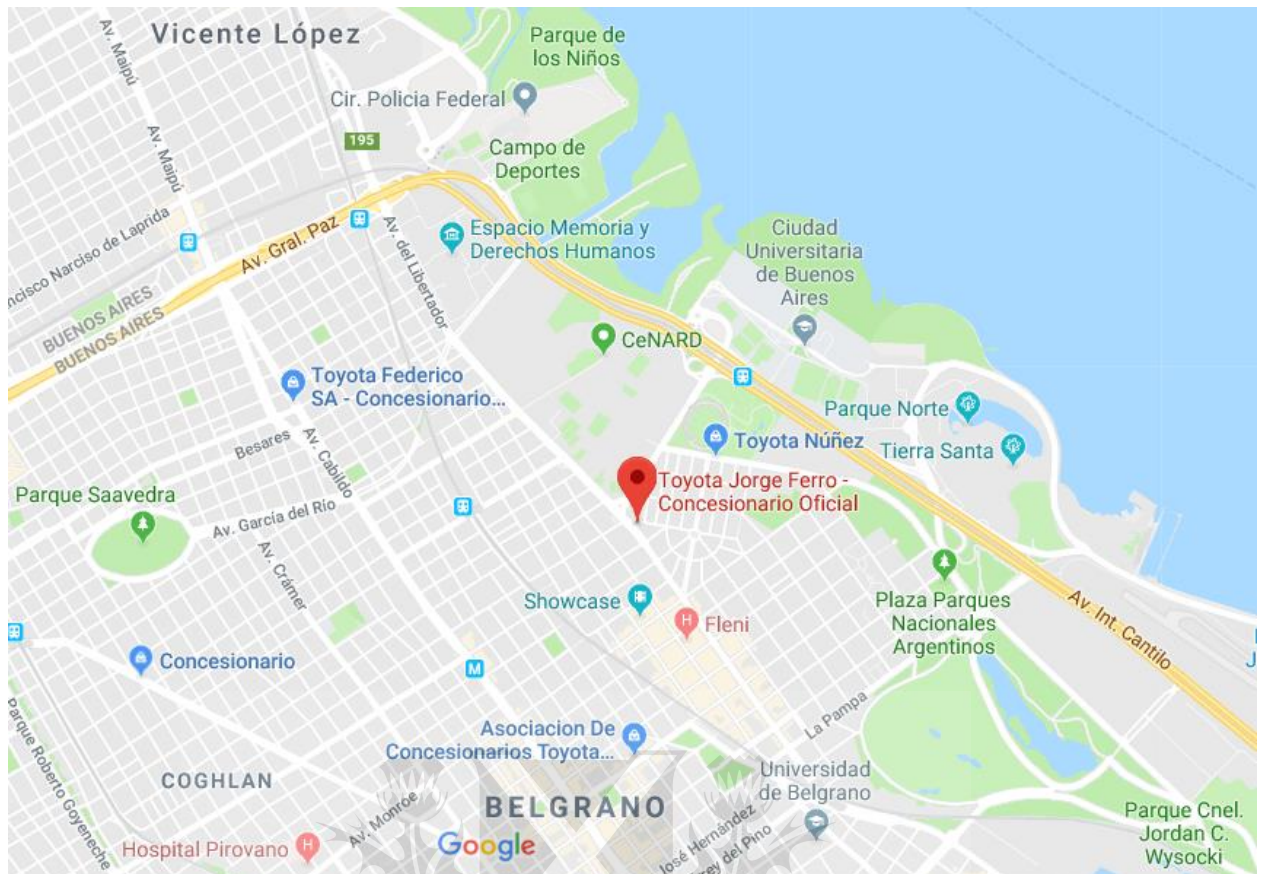 Vicente López
Parque de
los Niños
Av. Maipú
Cir. Policia Federal
195
Av. Maipú
Campo de
Deportes
Av. Gral. Paz
Av. del Libertador
Espacio Memoria y
Derechos Humanos
Ciudad
Universitaria
de Buenos
Aires
Narciso de Laprida
BUENOS AIRES
BUENOS AIRES
CeNARD
Toyota Federico
SA - Concesionario...
Parque Norte
Tierra Santa
Toyota Núñez
Besares
Av. Cabildo
Toyota Jorge Ferro -
Concesionario Oficial
Parque Saavedra
Av. García del Río
Av. Crámer
Showcase
Fleni
Plaza Parques
Nacionales
Argentinos
Av. Int. Cantilo
Concesionario
M
La Pampa
Parque Roberto Goyeneche
Asociacion De
Concesionarios Toyota...
COGHLAN
Universidad
de Belgrano
BELGRANO
Av. Monroe
José Hernández
Parque Cnel.
Jordan C.
Wysocki
Hospital Pirovano
H
Google
del Pino